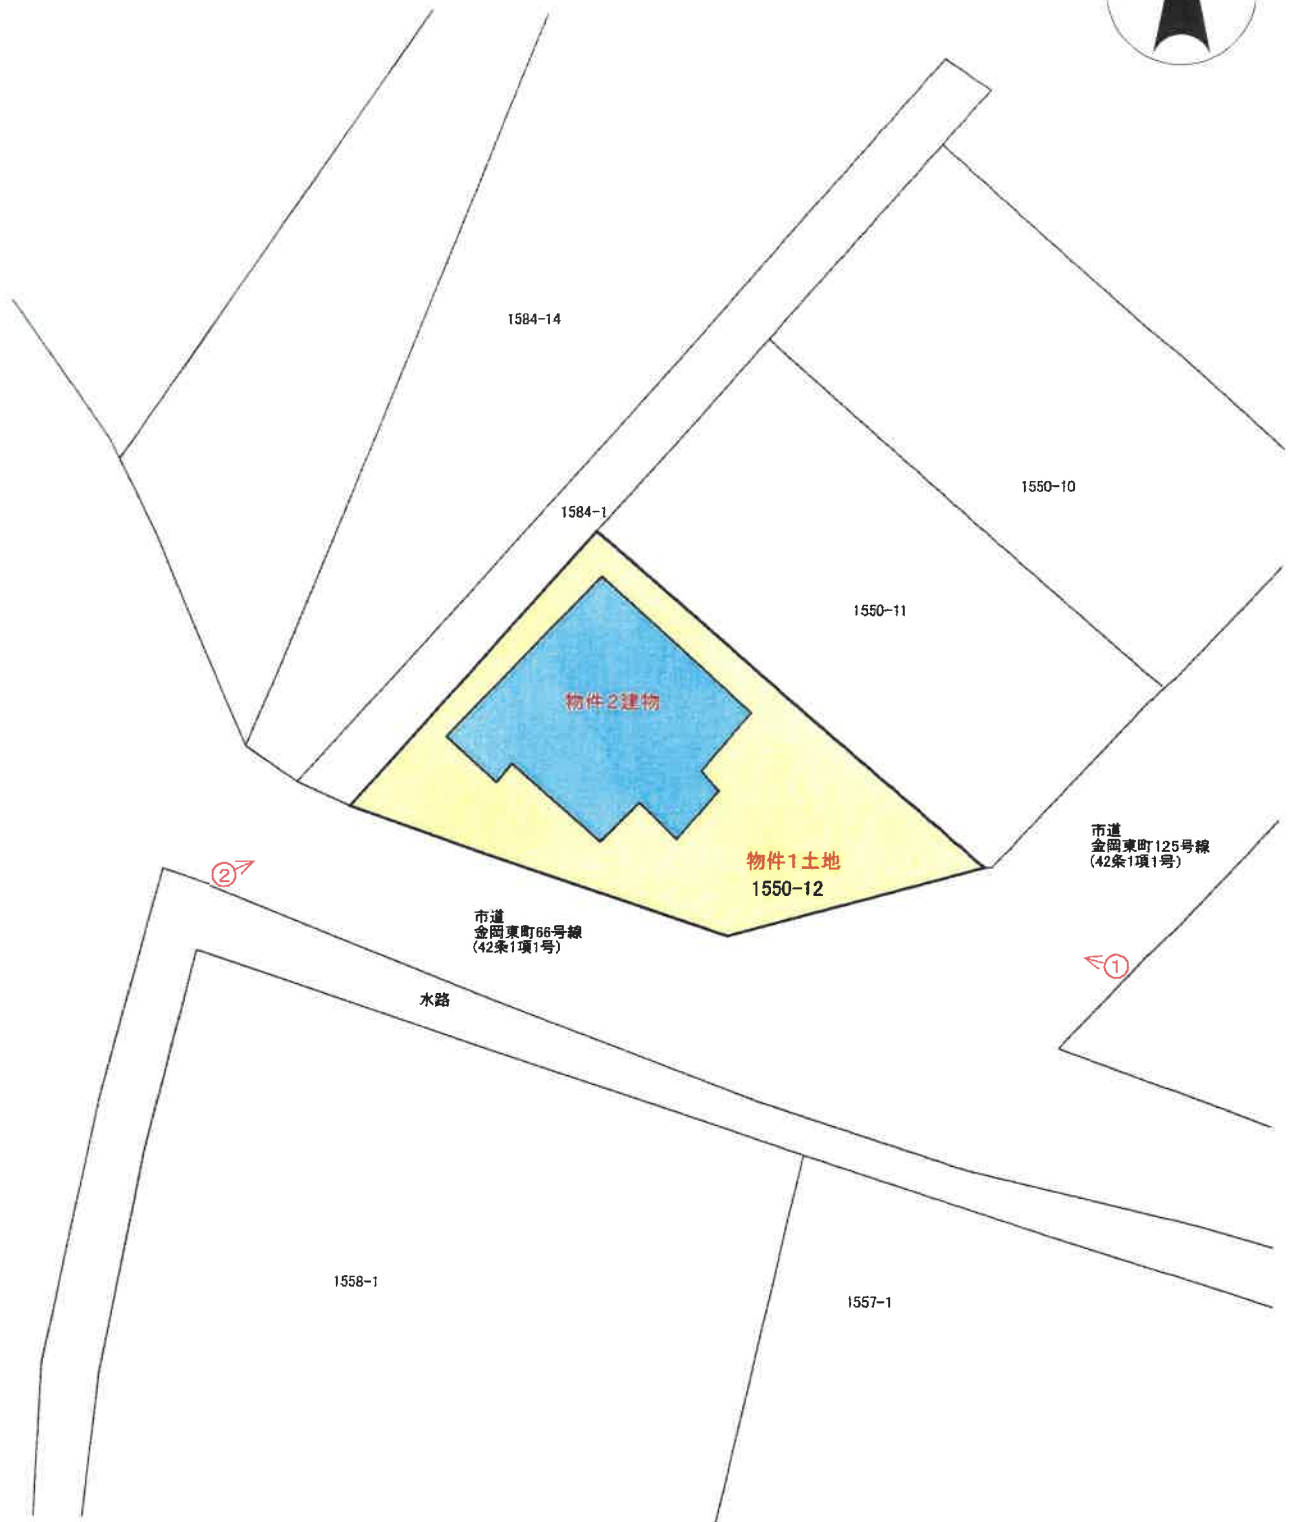 1584-14
1550-10
1584-1
1550-11
物件2建物
市道
金岡東町125号線
(42条1項1号)
物件1土地
1550-12
②
市道
金岡東町66号線
(42条1項1号)
①
水路
1558-1
1557-1